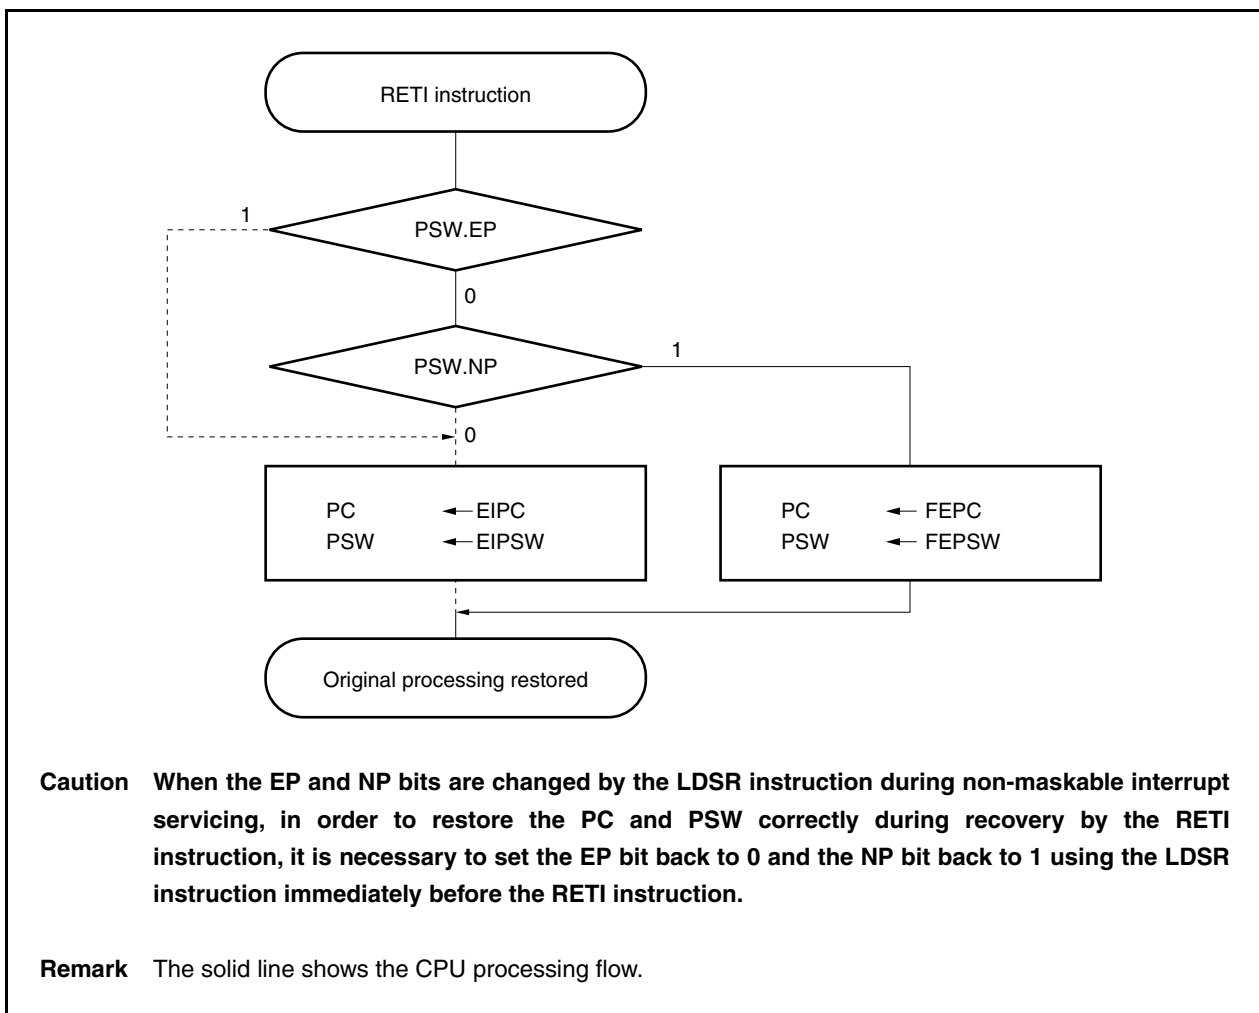 RETI instruction
1
PSW.EP
0
PSW.NP
1
0
PC EIPC
PSW EIPSW
PC FEPC
PSW FEPSW
Original processing restored
Caution When the EP and NP bits are changed by the LDSR instruction during non-maskable interrupt
servicing, in order to restore the PC and PSW correctly during recovery by the RETI
instruction, it is necessary to set the EP bit back to 0 and the NP bit back to 1 using the LDSR
instruction immediately before the RETI instruction.
Remark The solid line shows the CPU processing flow.